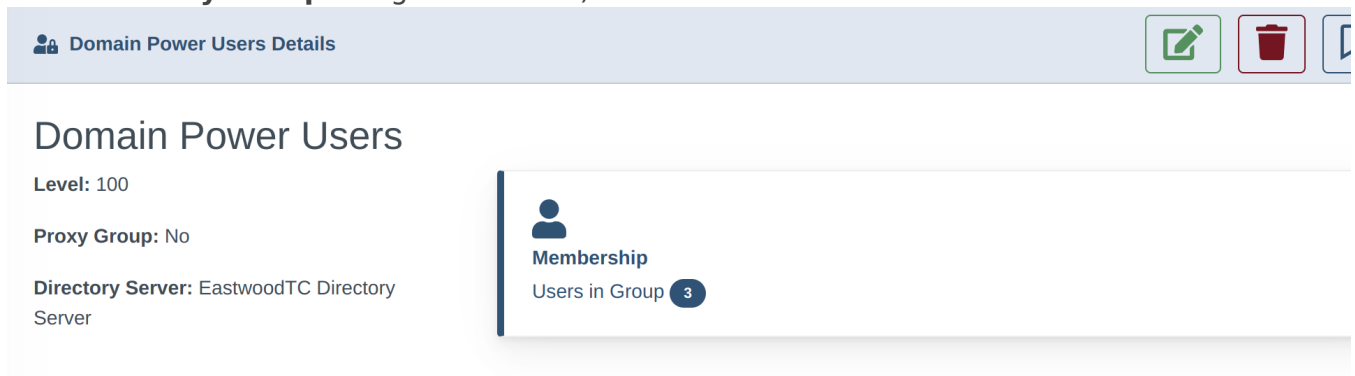 Domain Power Users Details
Domain Power Users
Level: 100
Proxy Group: No
Directory Server: EastwoodTC Directory
Server
Membership
Users in Group 3